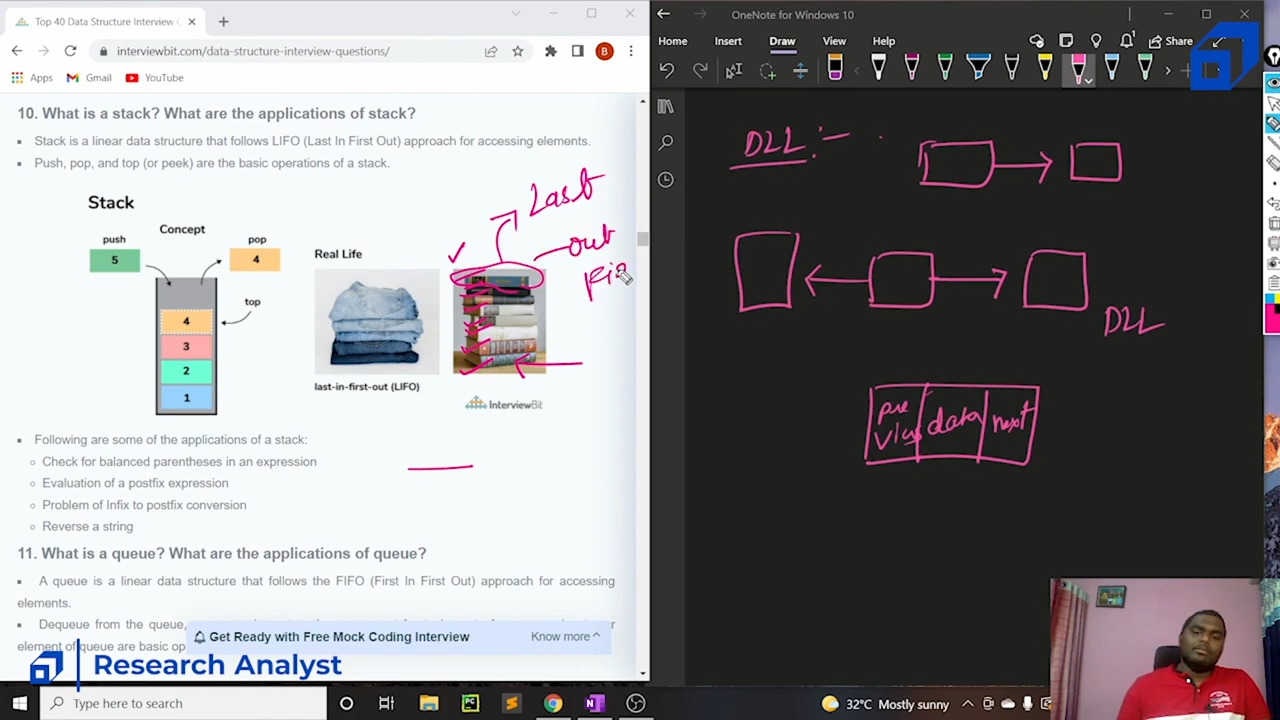 Top 40 Data Structure Interview
interviewbit.com/data-structure-interview-questions/
B
Apps
Gmail
YouTube
10. What is a stack? What are the applications of stack?
Stack is a linear data structure that follows LIFO (Last In First Out) approach for accessing elements.
Push, pop, and top (or peek) are the basic operations of a stack.
Stack
Concept
push
pop
5
4
top
4
3
2
1
Real Life
last-in-first-out (LIFO)
InterviewBit
Last
out
Following are some of the applications of a stack:
Check for balanced parentheses in an expression
Evaluation of a postfix expression
Problem of Infix to postfix conversion
Reverse a string
11. What is a queue? What are the applications of queue?
A queue is a linear data structure that follows the FIFO (First In First Out) approach for accessing
elements.
Dequeue from the queue,
element of queue are basic op
Get Ready with Free Mock Coding Interview
Know more
Research Analyst
OneNote for Windows 10
Home
Insert
Draw
View
Help
Share
DLL :-
DLL
pre
vious
data
next
Type here to search
32°C Mostly sunny